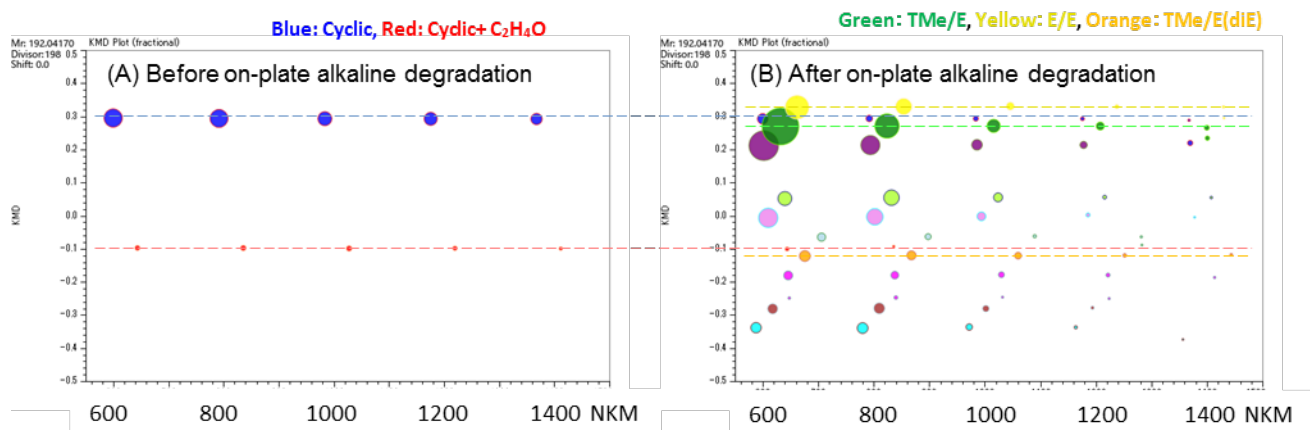 Blue: Cyclic, Red: Cyclic+ C₂H₄O
Mr: 192.04170 KMD Plot (fractional)
Divisor:198
Shift: 0.0
(A) Before on-plate alkaline degradation
0.5
0.4
0.3
0.2
0.1
0.0
-0.1
-0.2
-0.3
-0.4
-0.5
KMD
600 800 1000 1200 1400 NKM
Green: TMe/E, Yellow: E/E, Orange: TMe/E(dIE)
Mr: 192.04170 KMD Plot (fractional)
Divisor:198
Shift: 0.0
(B) After on-plate alkaline degradation
0.5
0.4
0.3
0.2
0.1
0.0
-0.1
-0.2
-0.3
-0.4
-0.5
KMD
600 800 1000 1200 1400 NKM